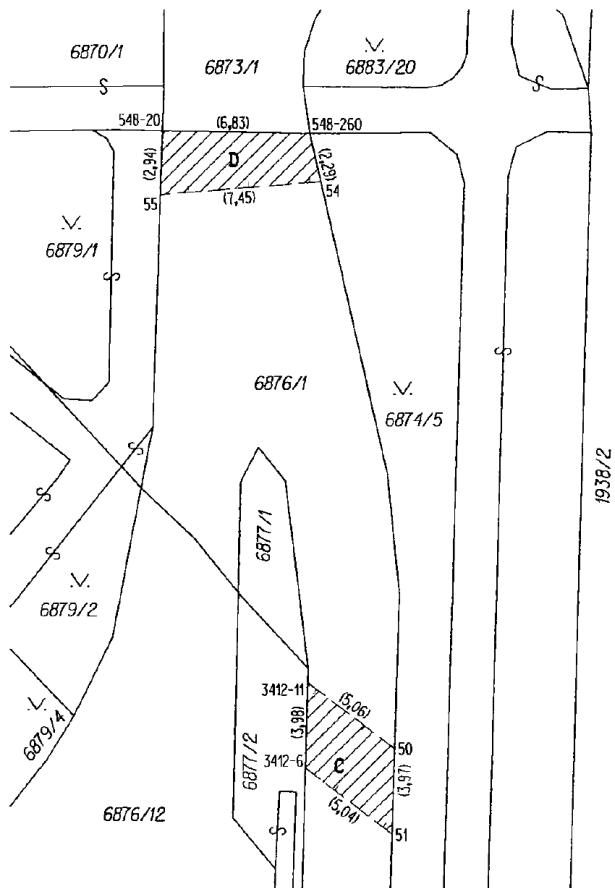 6870/1
6873/1
.V.
6883/20
S
S
548-20
(6,83)
548-260
D
(2,94)
(2,29)
(7,45)
54
55
.V.
6879/1
S
6876/1
.V.
6874/5
S
1938/2
S
S
S
6877/1
.V.
6879/2
3412-11
(5,06)
.L.
6879/4
(3,98)
50
6877/2
3412-6
C
(3,97)
(5,04)
51
6876/12
S